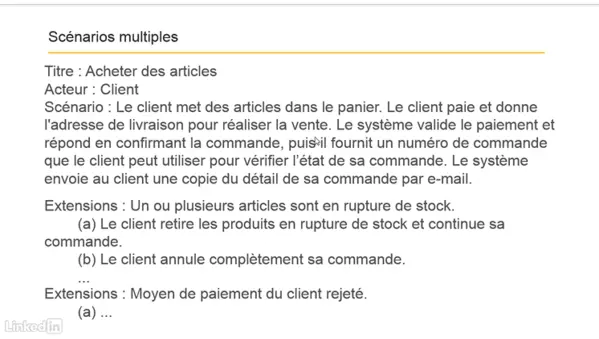 Scénarios multiples
Titre : Acheter des articles
Acteur : Client
Scénario : Le client met des articles dans le panier. Le client paie et donne
l'adresse de livraison pour réaliser la vente. Le système valide le paiement et
répond en confirmant la commande, puis il fournit un numéro de commande
que le client peut utiliser pour vérifier l'état de sa commande. Le système
envoie au client une copie du détail de sa commande par e-mail.
Extensions : Un ou plusieurs articles sont en rupture de stock.
(a) Le client retire les produits en rupture de stock et continue sa
commande.
(b) Le client annule complètement sa commande.
...
Extensions : Moyen de paiement du client rejeté.
(a) ...
LinkedIn